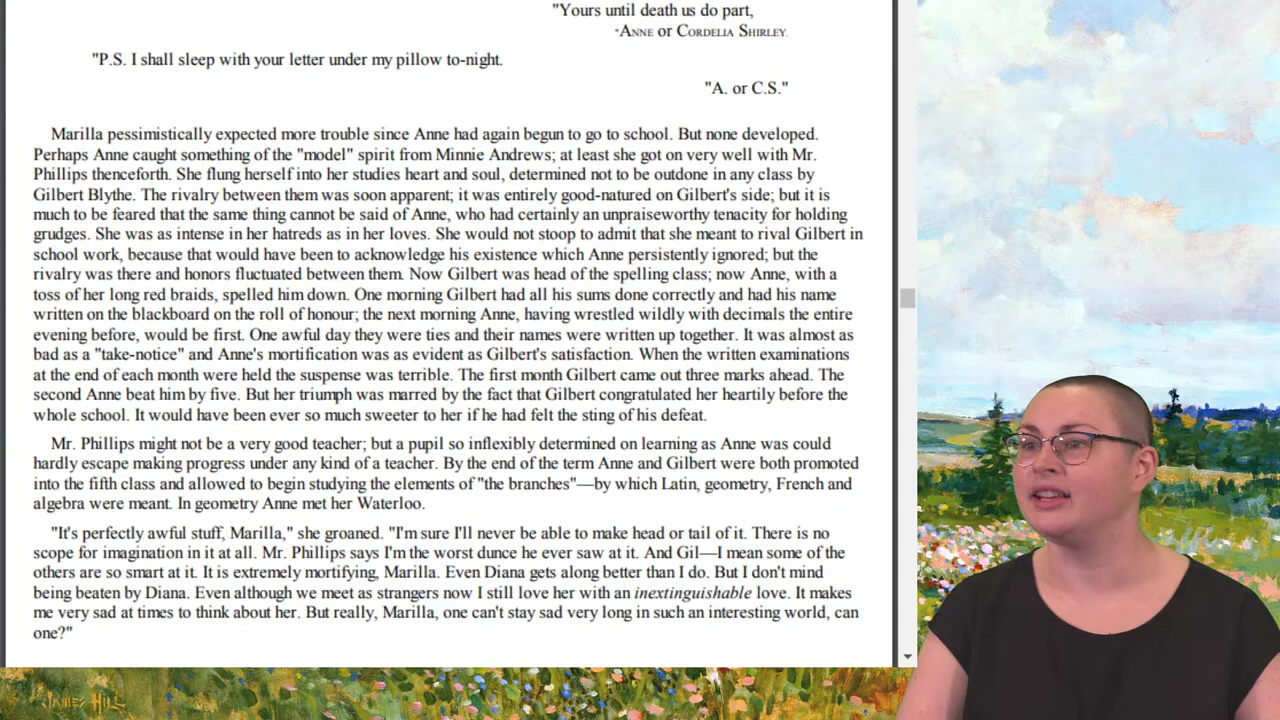 "Yours until death us do part,
"Anne or Cordelia Shirley.
"P.S. I shall sleep with your letter under my pillow to-night.
"A. or C.S."
Marilla pessimistically expected more trouble since Anne had again begun to go to school. But none developed.
Perhaps Anne caught something of the "model" spirit from Minnie Andrews; at least she got on very well with Mr.
Phillips thenceforth. She flung herself into her studies heart and soul, determined not to be outdone in any class by
Gilbert Blythe. The rivalry between them was soon apparent; it was entirely good-natured on Gilbert's side; but it is
much to be feared that the same thing cannot be said of Anne, who had certainly an unpraiseworthy tenacity for holding
grudges. She was as intense in her hatreds as in her loves. She would not stoop to admit that she meant to rival Gilbert in
school work, because that would have been to acknowledge his existence which Anne persistently ignored; but the
rivalry was there and honors fluctuated between them. Now Gilbert was head of the spelling class; now Anne, with a
toss of her long red braids, spelled him down. One morning Gilbert had all his sums done correctly and had his name
written on the blackboard on the roll of honour; the next morning Anne, having wrestled wildly with decimals the entire
evening before, would be first. One awful day they were ties and their names were written up together. It was almost as
bad as a "take-notice" and Anne's mortification was as evident as Gilbert's satisfaction. When the written examinations
at the end of each month were held the suspense was terrible. The first month Gilbert came out three marks ahead. The
second Anne beat him by five. But her triumph was marred by the fact that Gilbert congratulated her heartily before the
whole school. It would have been ever so much sweeter to her if he had felt the sting of his defeat.
Mr. Phillips might not be a very good teacher; but a pupil so inflexibly determined on learning as Anne was could
hardly escape making progress under any kind of a teacher. By the end of the term Anne and Gilbert were both promoted
into the fifth class and allowed to begin studying the elements of "the branches"—by which Latin, geometry, French and
algebra were meant. In geometry Anne met her Waterloo.
"It's perfectly awful stuff, Marilla," she groaned. "I'm sure I'll never be able to make head or tail of it. There is no
scope for imagination in it at all. Mr. Phillips says I'm the worst dunce he ever saw at it. And Gil—I mean some of the
others are so smart at it. It is extremely mortifying, Marilla. Even Diana gets along better than I do. But I don't mind
being beaten by Diana. Even although we meet as strangers now I still love her with an inextinguishable love. It makes
me very sad at times to think about her. But really, Marilla, one can't stay sad very long in such an interesting world, can
one?"
JAMES HILL